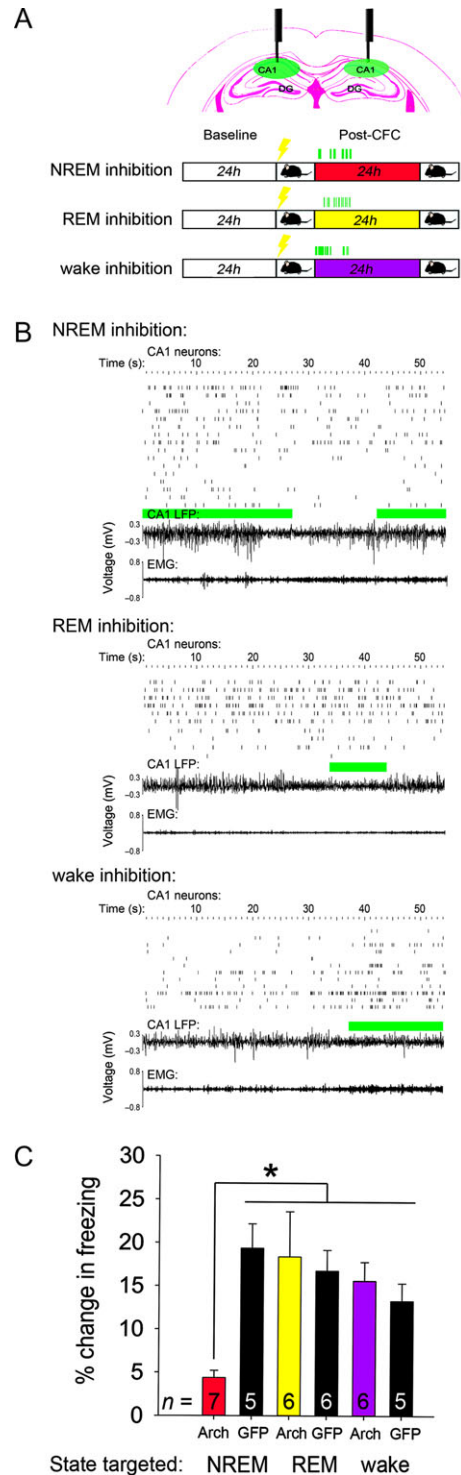 A
CA1 CA1
DG DG
Baseline Post-CFC
NREM inhibition 24h 24h
REM inhibition 24h 24h
wake inhibition 24h 24h
B
NREM inhibition:
CA1 neurons:
Time (s): 10 20 30 40 50
CA1 LFP:
0.3
−0.3
Voltage (mV)
EMG:
0.8
−0.8
REM inhibition:
CA1 neurons:
Time (s): 10 20 30 40 50
CA1 LFP:
0.3
−0.3
Voltage (mV)
EMG:
0.8
−0.8
wake inhibition:
CA1 neurons:
Time (s): 10 20 30 40 50
CA1 LFP:
0.3
−0.3
Voltage (mV)
EMG:
0.8
−0.8
C
% change in freezing
30
25
20
15
10
5
0
*
n = 7 5 6 6 6 5
Arch GFP Arch GFP Arch GFP
State targeted: NREM REM wake